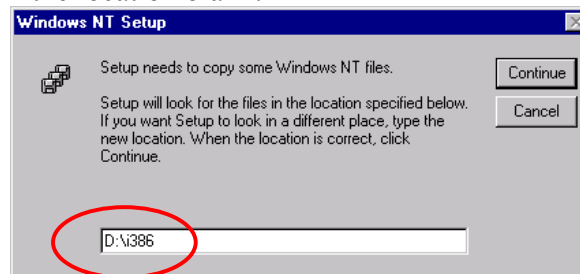 Windows NT Setup
Setup needs to copy some Windows NT files.
Continue
Setup will look for the files in the location specified below.
If you want Setup to look in a different place, type the
Cancel
new location. When the location is correct, click
Continue.
D:\i386